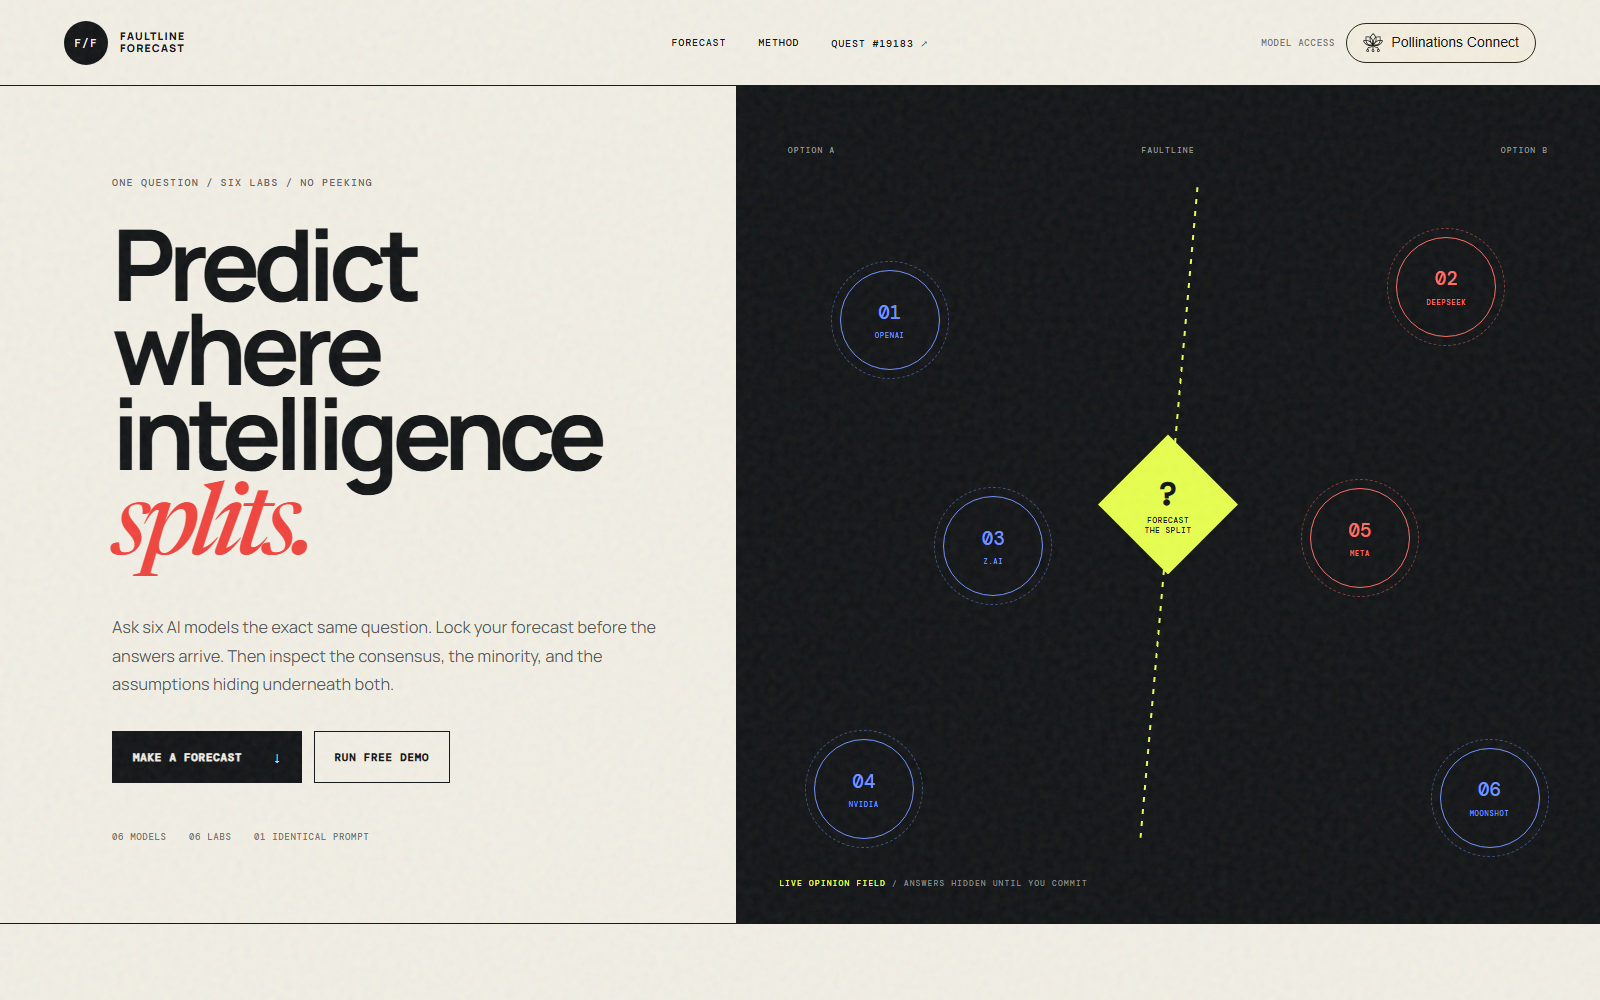 F/F
FAULTLINE
FORECAST
FORECAST
METHOD
QUEST #19183 ↗
MODEL ACCESS
Pollinations Connect
ONE QUESTION / SIX LABS / NO PEEKING
Predict
where
intelligence
splits.
Ask six AI models the exact same question. Lock your forecast before the
answers arrive. Then inspect the consensus, the minority, and the
assumptions hiding underneath both.
MAKE A FORECAST ↓
RUN FREE DEMO
06 MODELS
06 LABS
01 IDENTICAL PROMPT
OPTION A
FAULTLINE
OPTION B
01
OPENAI
02
DEEPSEEK
?
FORECAST
THE SPLIT
03
Z.AI
05
META
04
NVIDIA
06
MOONSHOT
LIVE OPINION FIELD / ANSWERS HIDDEN UNTIL YOU COMMIT